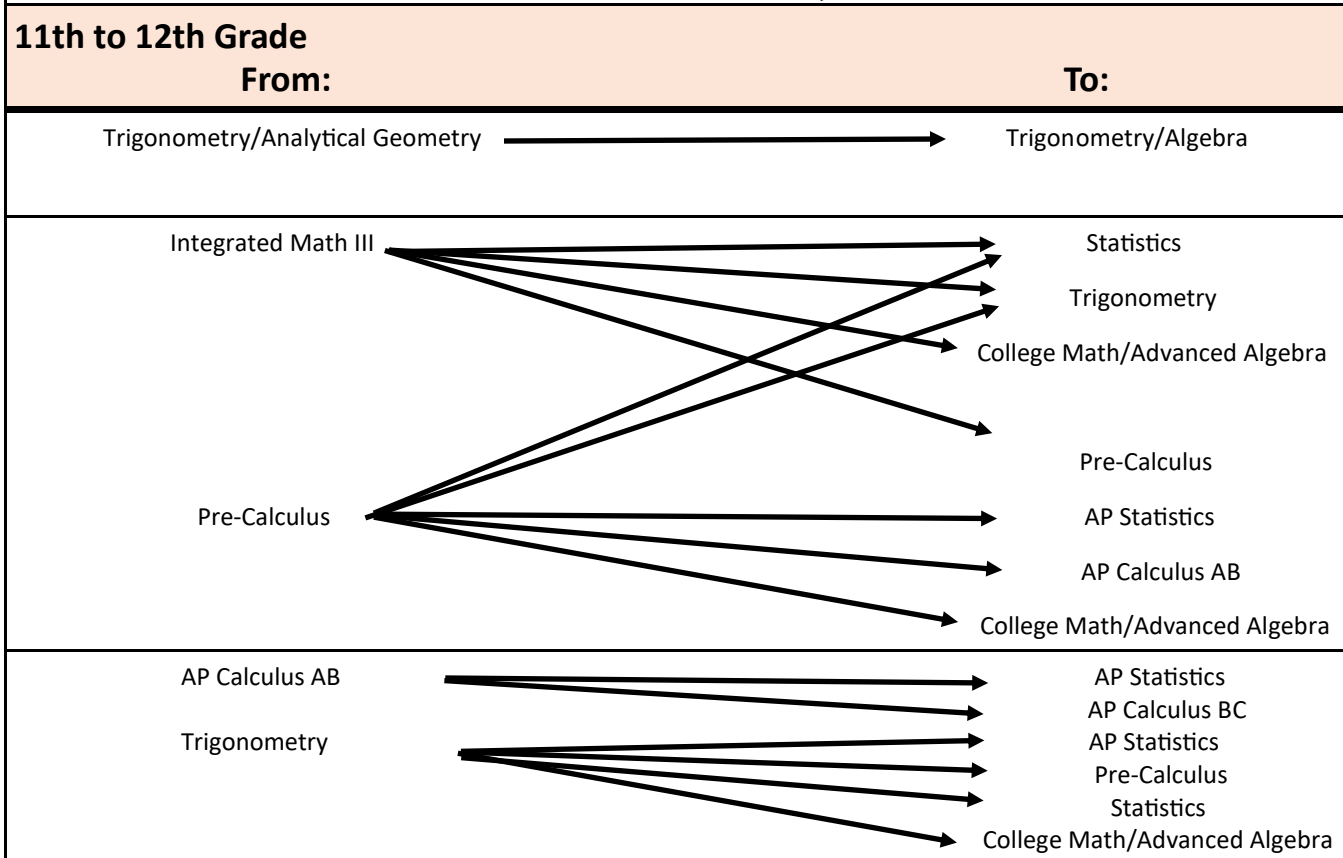 11th to 12th Grade
From: To:
Trigonometry/Analytical Geometry Trigonometry/Algebra
Integrated Math III Statistics
Trigonometry
College Math/Advanced Algebra
Pre-Calculus
Pre-Calculus AP Statistics
AP Calculus AB
College Math/Advanced Algebra
AP Calculus AB AP Statistics
AP Calculus BC
Trigonometry AP Statistics
Pre-Calculus
Statistics
College Math/Advanced Algebra